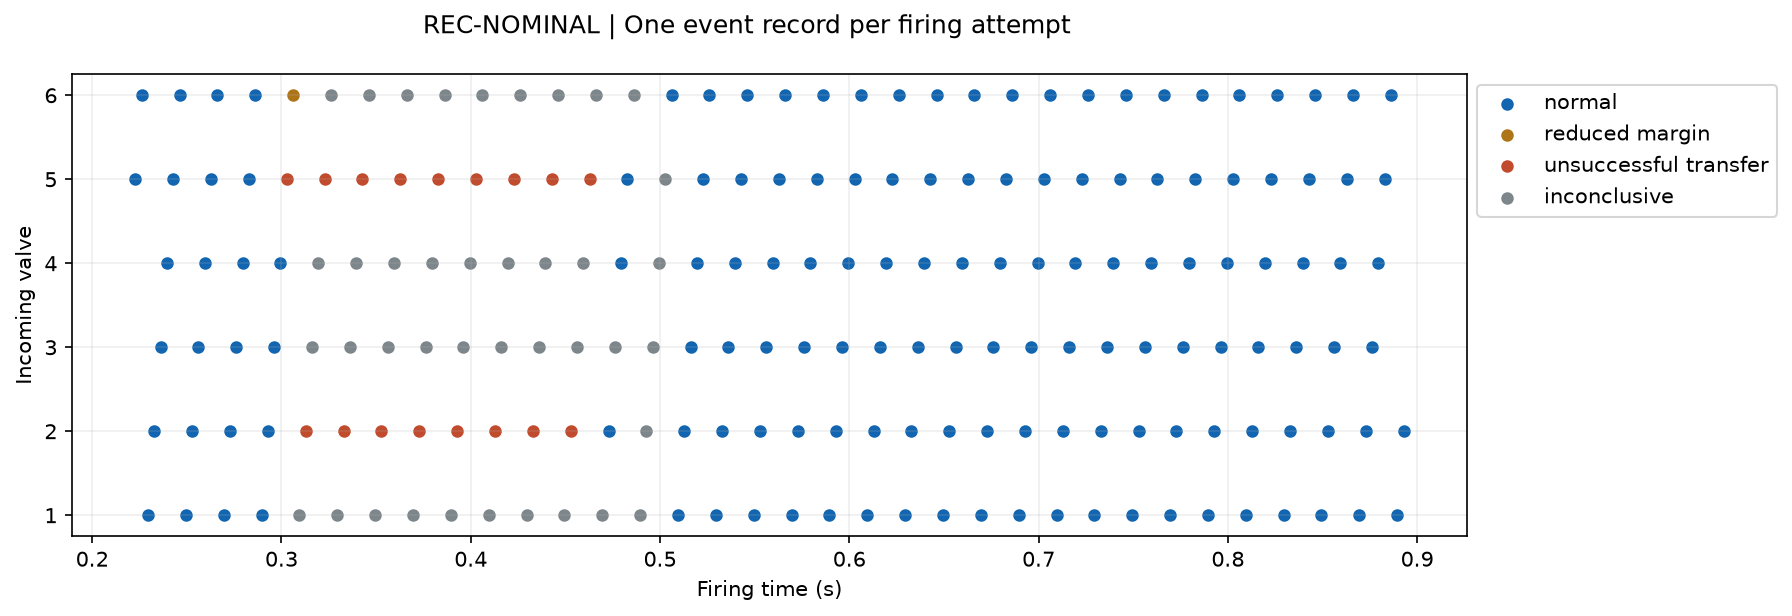 REC-NOMINAL | One event record per firing attempt
normal
reduced margin
unsuccessful transfer
inconclusive
Incoming valve
6
5
4
3
2
1
0.2 0.3 0.4 0.5 0.6 0.7 0.8 0.9
Firing time (s)